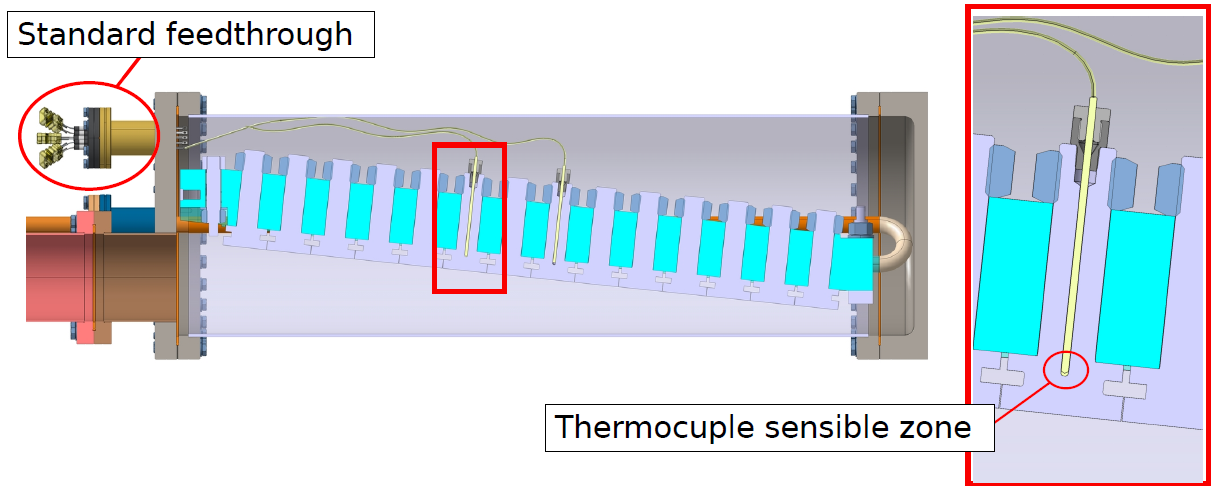 Standard feedthrough
Thermocuple sensible zone